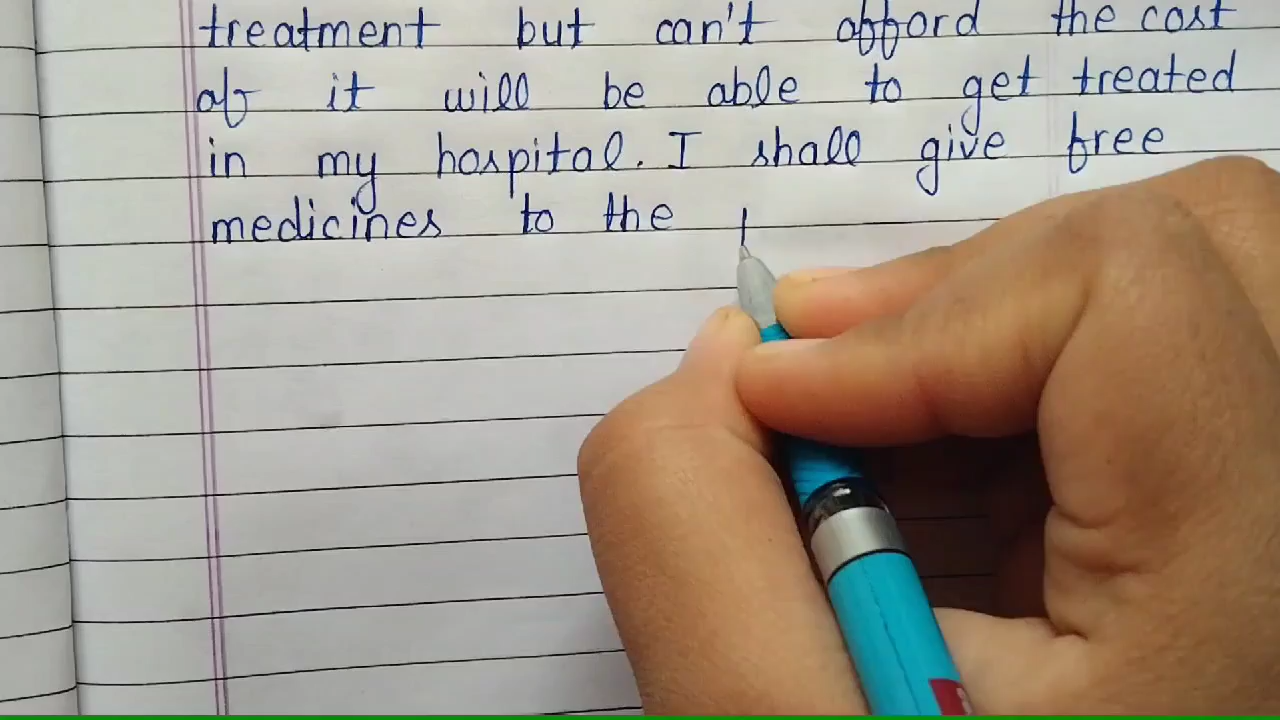 treatment but can't afford the cost
of it will be able to get treated
in my hospital. I shall give free
medicines to the